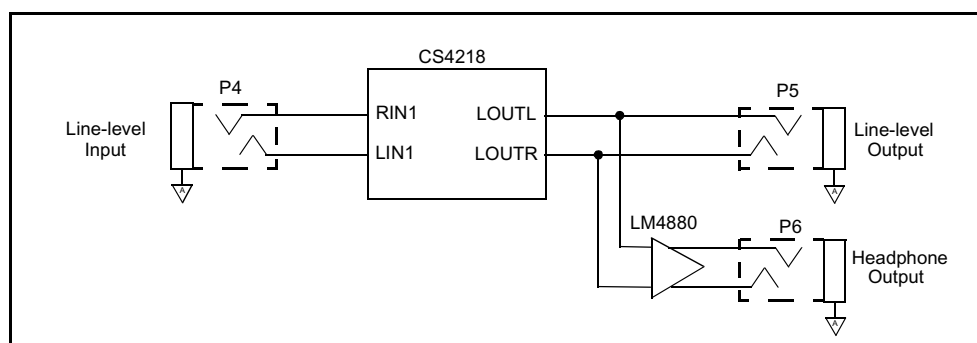 CS4218
P4
P5
Line-level
Input
RIN1
LIN1
LOUTL
LOUTR
Line-level
Output
A
A
LM4880
P6
Headphone
Output
A